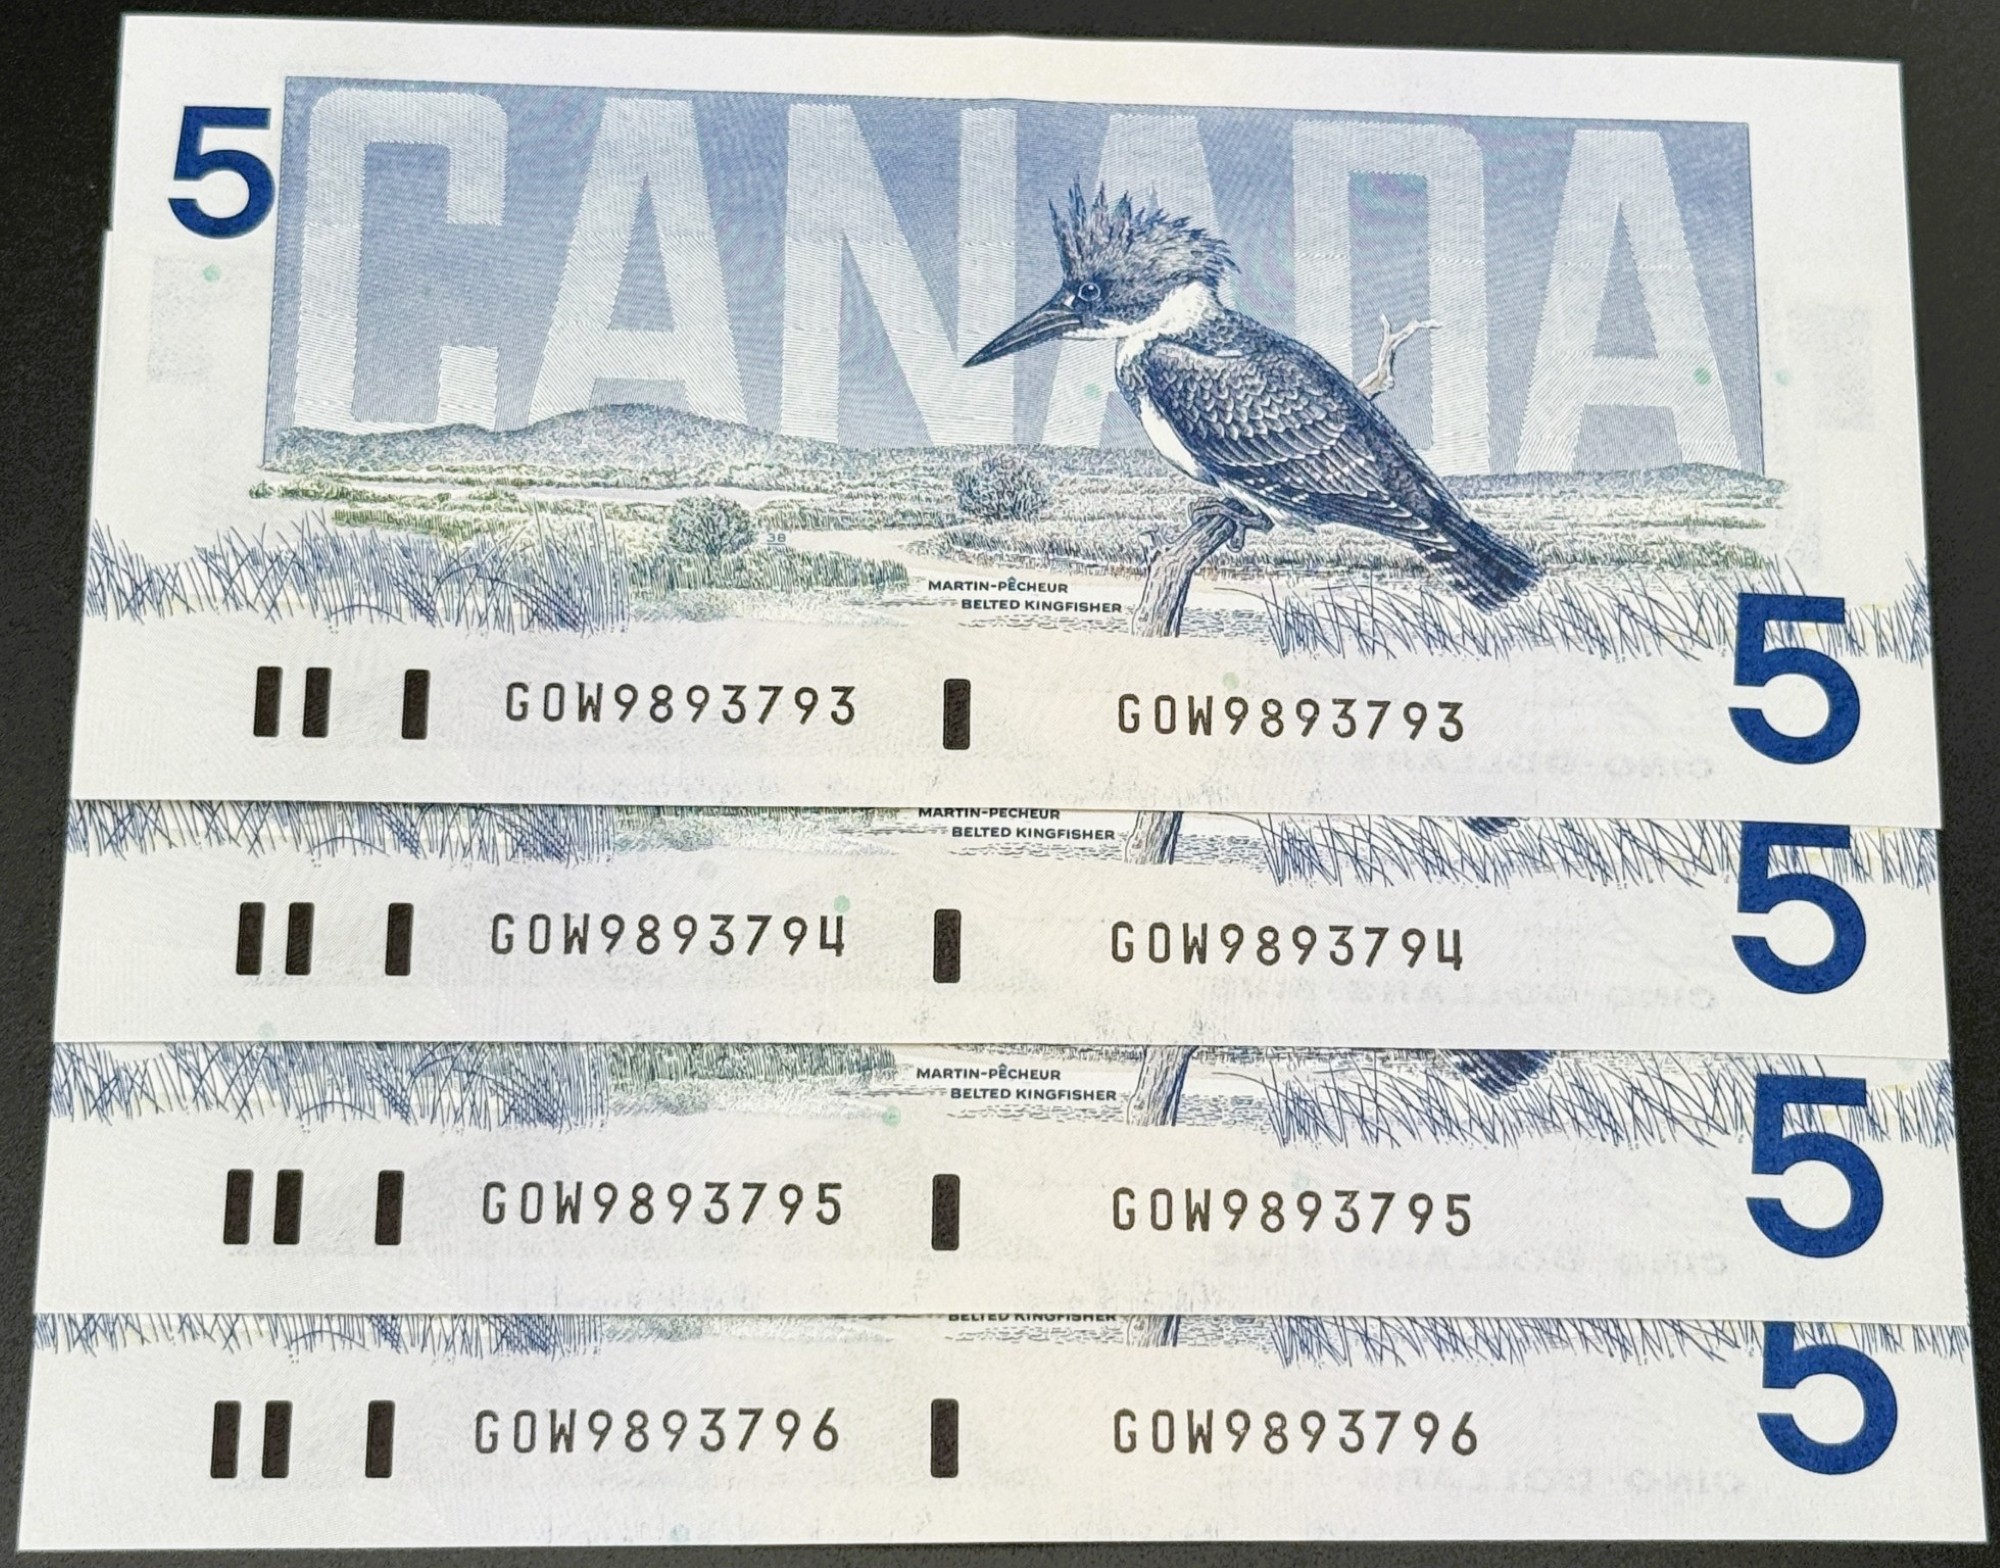 5 CANADA
38
MARTIN-PÊCHEUR
BELTED KINGFISHER
5
GOW9893793 GOW9893793
MARTIN-PÊCHEUR
BELTED KINGFISHER
5
GOW9893794 GOW9893794
MARTIN-PÊCHEUR
BELTED KINGFISHER
5
GOW9893795 GOW9893795
BELTED KINGFISHER
5
GOW9893796 GOW9893796